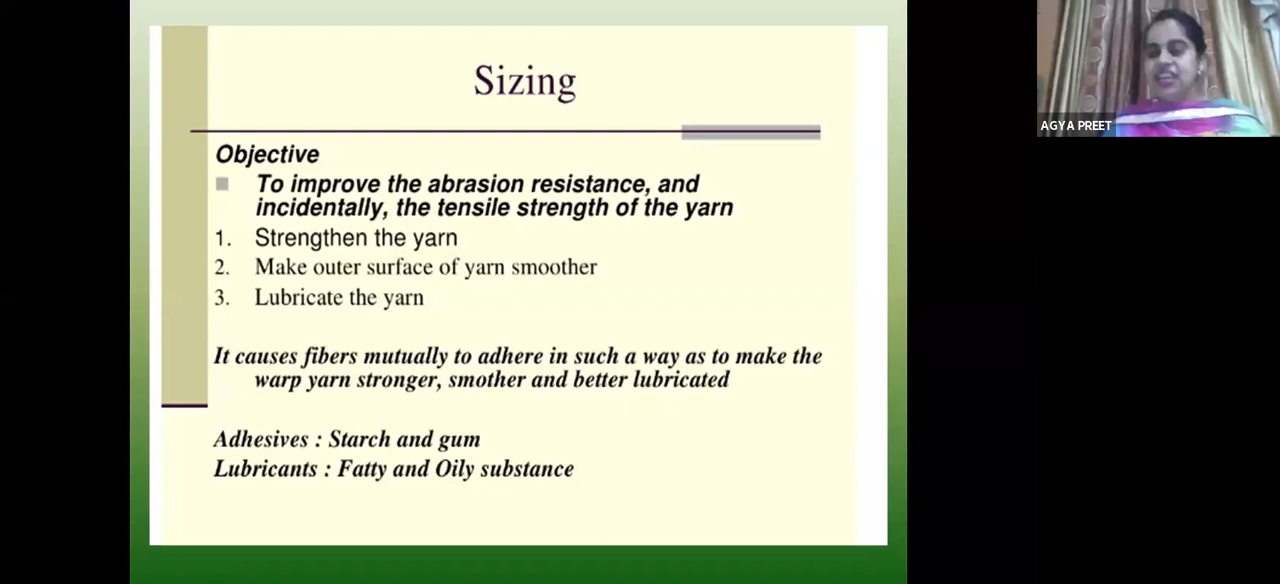 Sizing
Objective
To improve the abrasion resistance, and
incidentally, the tensile strength of the yarn
1. Strengthen the yarn
2. Make outer surface of yarn smoother
3. Lubricate the yarn
It causes fibers mutually to adhere in such a way as to make the
warp yarn stronger, smother and better lubricated
Adhesives : Starch and gum
Lubricants : Fatty and Oily substance
AGYA PREET